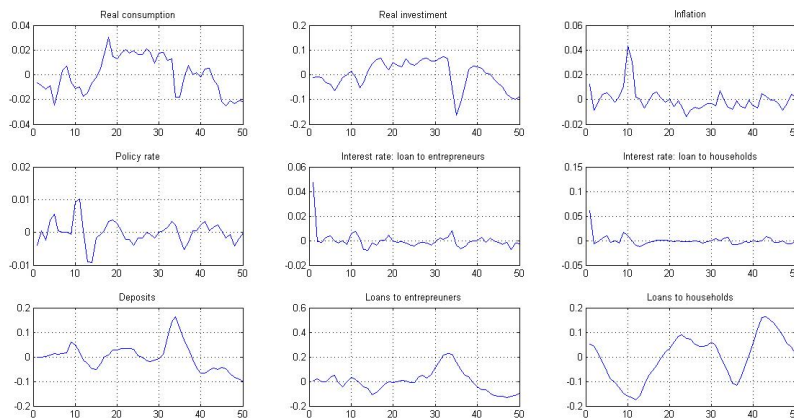 Real consumption
0.04
0.02
0
-0.02
-0.04
0 10 20 30 40 50
Real investiment
0.2
0.1
0
-0.1
-0.2
0 10 20 30 40 50
Inflation
0.06
0.04
0.02
0
-0.02
0 10 20 30 40 50
Policy rate
0.02
0.01
0
-0.01
0 10 20 30 40 50
Interest rate: loan to entrepreneurs
0.06
0.04
0.02
0
-0.02
0 10 20 30 40 50
Interest rate: loan to households
0.15
0.1
0.05
0
-0.05
0 10 20 30 40 50
Deposits
0.2
0.1
0
-0.1
-0.2
0 10 20 30 40 50
Loans to entrepreuners
0.6
0.4
0.2
0
-0.2
0 10 20 30 40 50
Loans to households
0.2
0.1
0
-0.1
-0.2
0 10 20 30 40 50